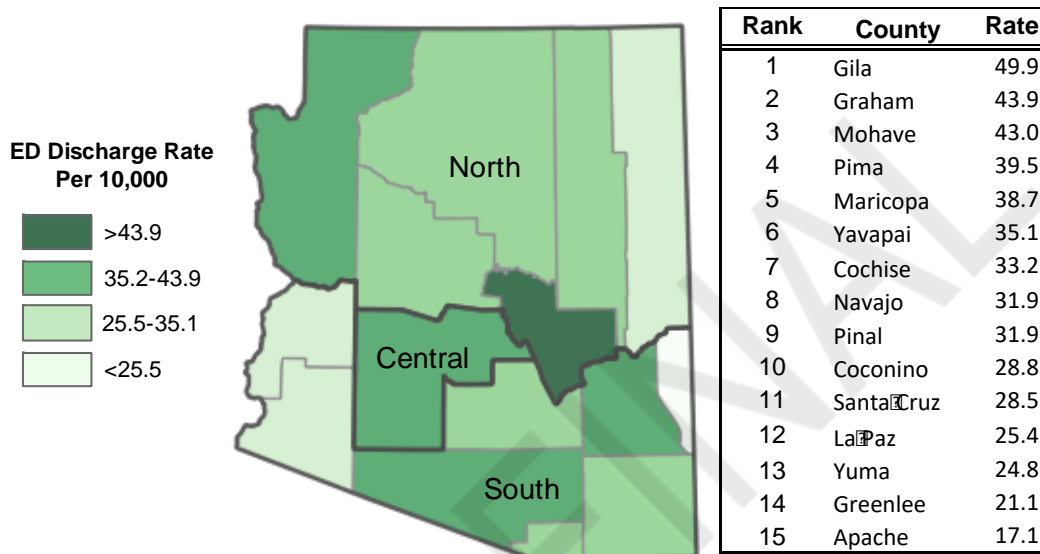 ED Discharge Rate
Per 10,000
>43.9
35.2-43.9
25.5-35.1
<25.5
North
Central
South
Rank County Rate
1 Gila 49.9
2 Graham 43.9
3 Mohave 43.0
4 Pima 39.5
5 Maricopa 38.7
6 Yavapai 35.1
7 Cochise 33.2
8 Navajo 31.9
9 Pinal 31.9
10 Coconino 28.8
11 Santa Cruz 28.5
12 La Paz 25.4
13 Yuma 24.8
14 Greenlee 21.1
15 Apache 17.1
INAL